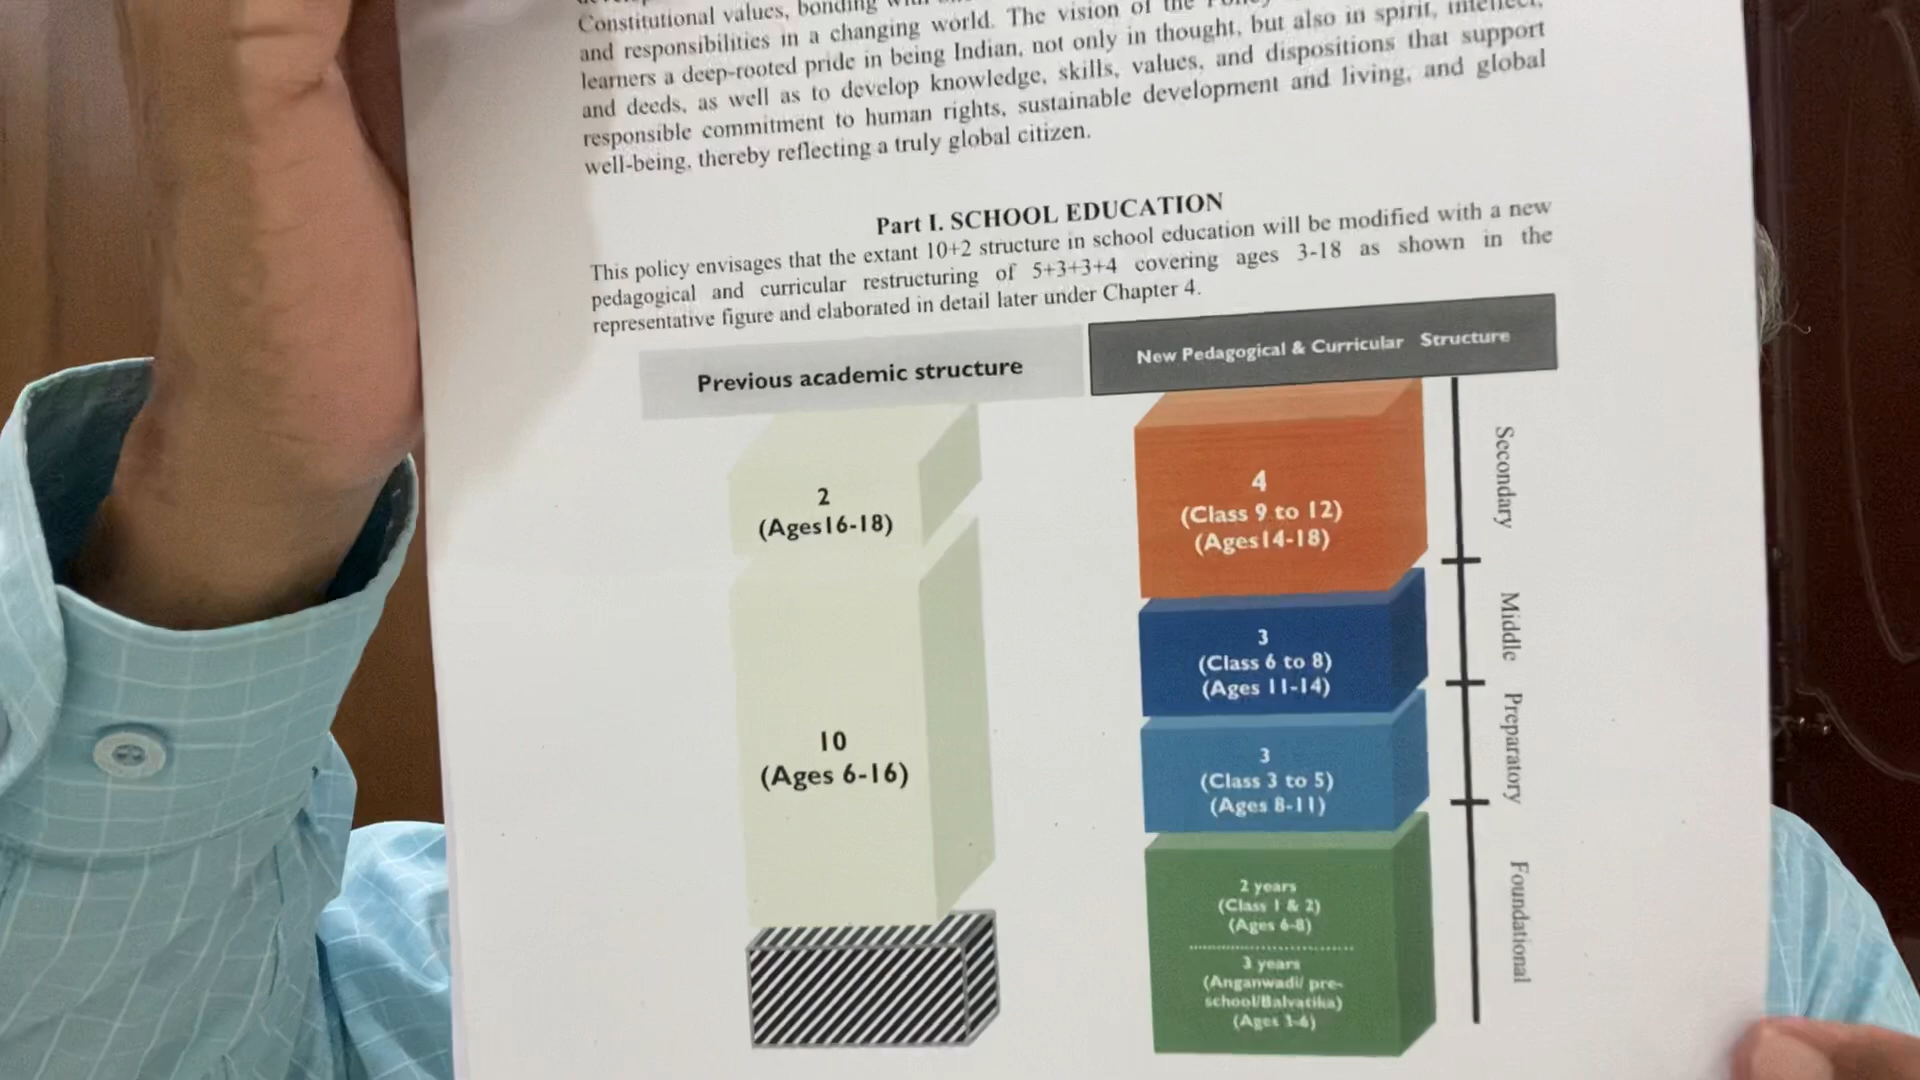 Constitutional values, bonding
and responsibilities in a changing world. The vision of the Policy
learners a deep-rooted pride in being Indian, not only in thought, but also in spirit, intellect,
and deeds, as well as to develop knowledge, skills, values, and dispositions that support
responsible commitment to human rights, sustainable development and living, and global
well-being, thereby reflecting a truly global citizen.
Part I. SCHOOL EDUCATION
This policy envisages that the extant 10+2 structure in school education will be modified with a new
pedagogical and curricular restructuring of 5+3+3+4 covering ages 3-18 as shown in the
representative figure and elaborated in detail later under Chapter 4.
Previous academic structure
2
(Ages16-18)
10
(Ages 6-16)
New Pedagogical & Curricular Structure
4
(Class 9 to 12)
(Ages14-18)
Secondary
3
(Class 6 to 8)
(Ages 11-14)
Middle
3
(Class 3 to 5)
(Ages 8-11)
Preparatory
2 years
(Class 1 & 2)
(Ages 6-8)
3 years
(Anganwadi/ pre-
school/Balvatika)
(Ages 3-6)
Foundational